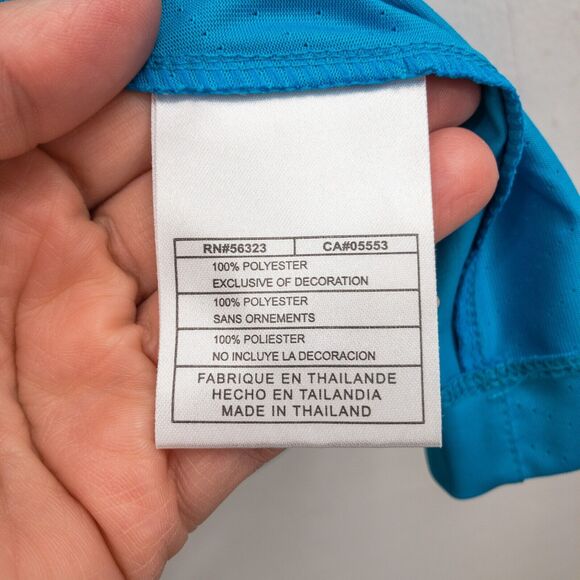 RN#56323 CA#05553
100% POLYESTER
EXCLUSIVE OF DECORATION
100% POLYESTER
SANS ORNEMENTS
100% POLIESTER
NO INCLUYE LA DECORACION
FABRIQUE EN THAILANDE
HECHO EN TAILANDIA
MADE IN THAILAND